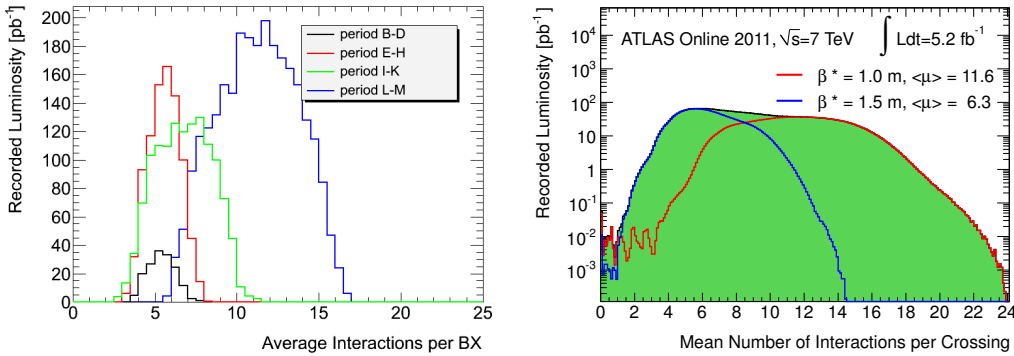 Recorded Luminosity [pb⁻¹]
200
180
160
140
120
100
80
60
40
20
0
period B-D
period E-H
period I-K
period L-M
0 5 10 15 20 25
Average Interactions per BX
Recorded Luminosity [pb⁻¹]
10⁴
10³
10²
10
1
10⁻¹
10⁻²
10⁻³
ATLAS Online 2011, √s=7 TeV ∫ Ldt=5.2 fb⁻¹
β* = 1.0 m, <μ> = 11.6
β* = 1.5 m, <μ> = 6.3
0 2 4 6 8 10 12 14 16 18 20 22 24
Mean Number of Interactions per Crossing